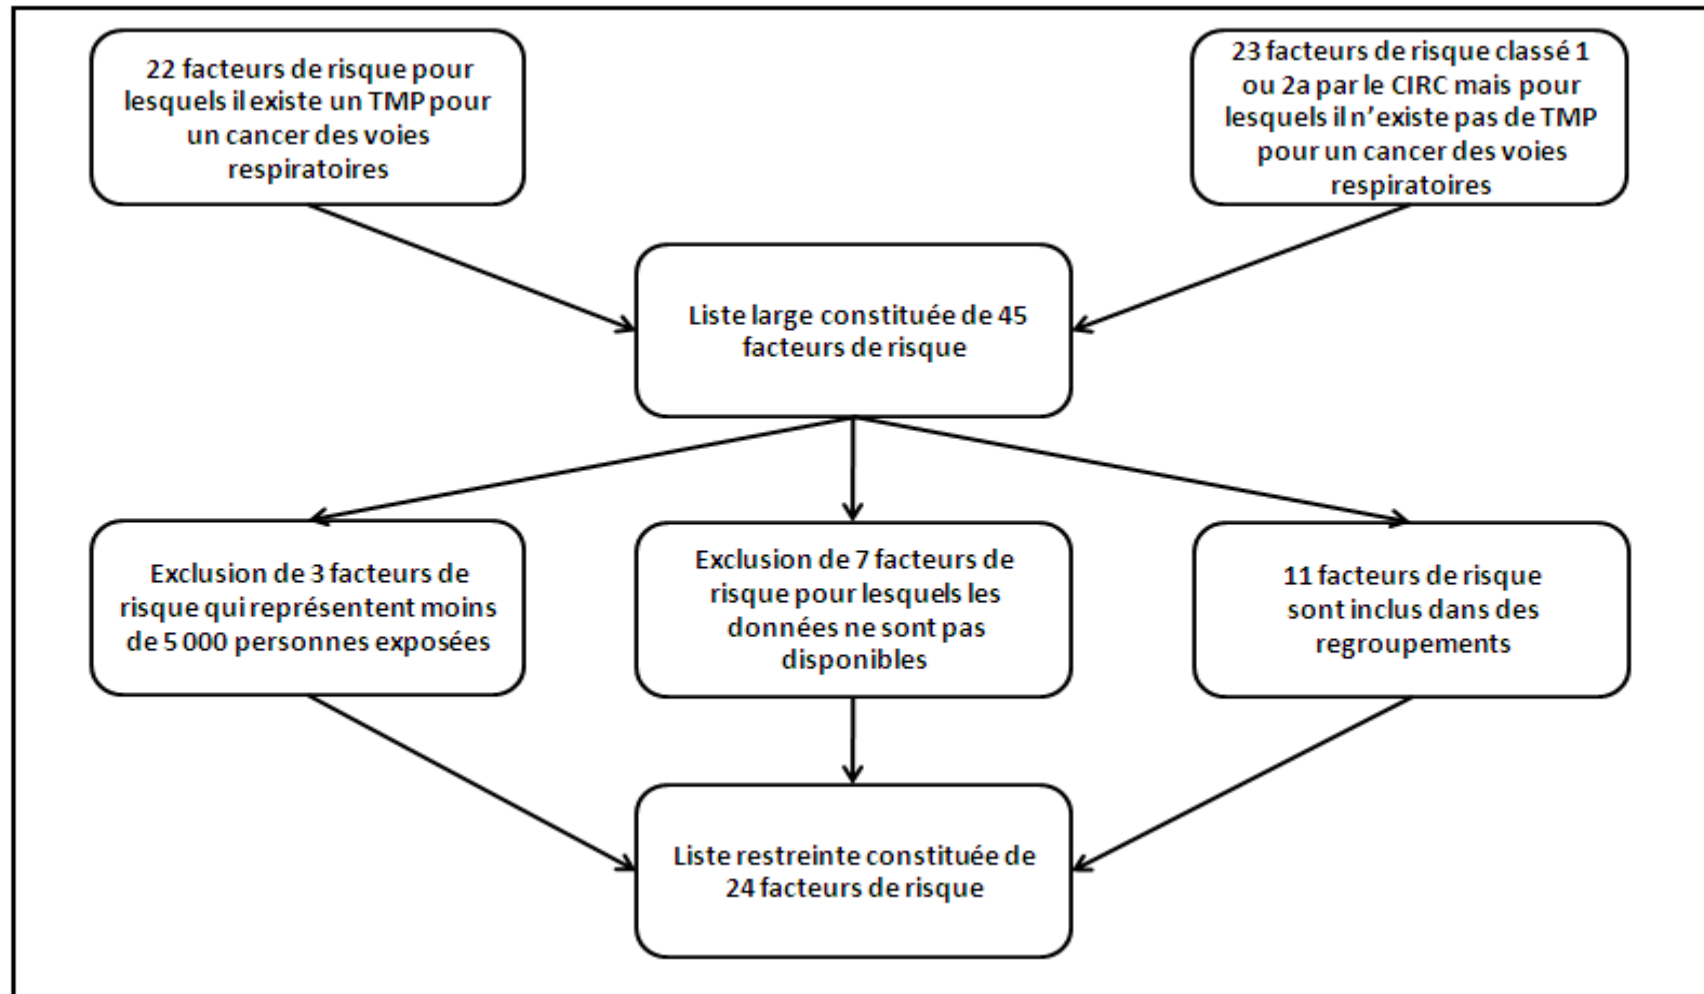 22 facteurs de risque pour
lesquels il existe un TMP pour
un cancer des voies
respiratoires
23 facteurs de risque classé 1
ou 2a par le CIRC mais pour
lesquels il n’existe pas de TMP
pour un cancer des voies
respiratoires
Liste large constituée de 45
facteurs de risque
Exclusion de 3 facteurs de
risque qui représentent moins
de 5 000 personnes exposées
Exclusion de 7 facteurs de
risque pour lesquels les
données ne sont pas
disponibles
11 facteurs de risque
sont inclus dans des
regroupements
Liste restreinte constituée de
24 facteurs de risque